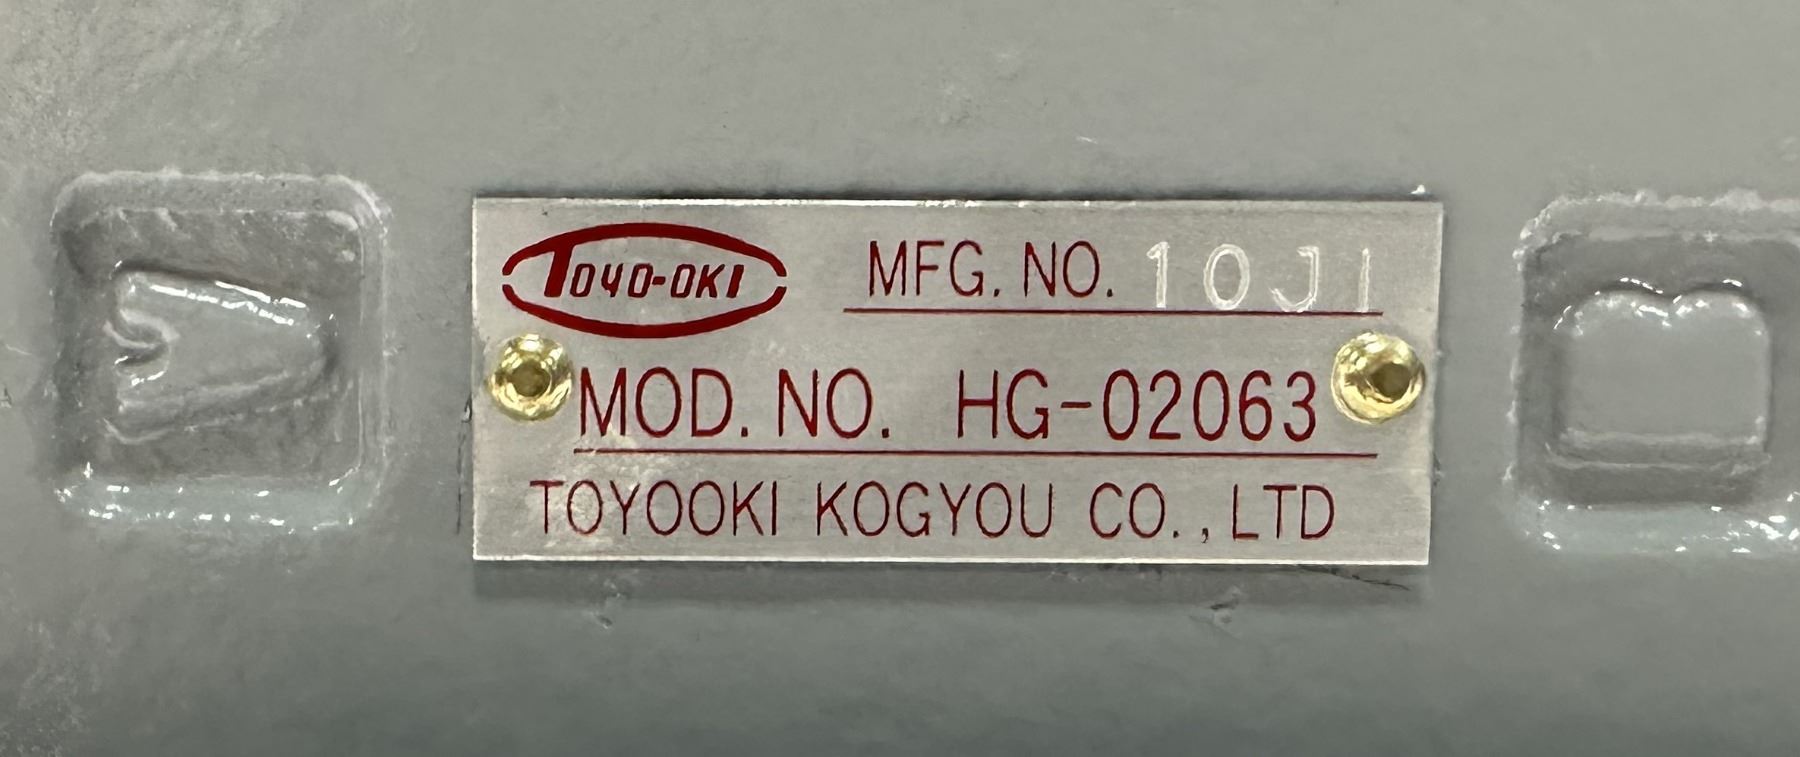 TOYO-OKI
MFG. NO. 10J1
MOD. NO. HG-02063
TOYOOKI KOGYOU CO., LTD
A
B